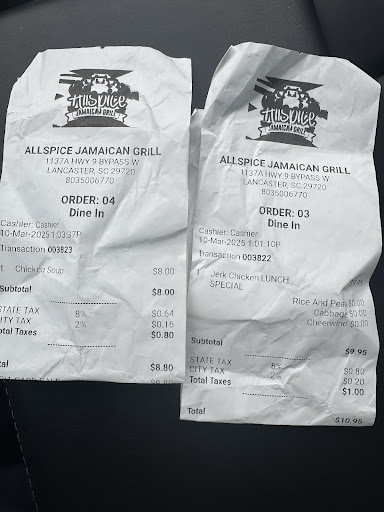 Allspice
JAMAICAN GRILL
ALLSPICE JAMAICAN GRILL
1137A HWY 9 BYPASS W
LANCASTER, SC 29720
8035006770
ORDER: 04
Dine In
Cashier: Cashier
10-Mar-2025 1:03:37P
Transaction 003823
1 Chicken Soup $8.00
Subtotal $8.00
STATE TAX 8% $0.64
CITY TAX 2% $0.16
Total Taxes $0.80
Total $8.80
Allspice
JAMAICAN GRILL
ALLSPICE JAMAICAN GRILL
1137A HWY 9 BYPASS W
LANCASTER, SC 29720
8035006770
ORDER: 03
Dine In
Cashier: Cashier
10-Mar-2025 1:01:10P
Transaction 003822
Jerk Chicken LUNCH
SPECIAL
Rice And Peas $0.00
Cabbage $0.00
Cheerwine $0.00
Subtotal $9.95
STATE TAX 8% $0.80
CITY TAX 2% $0.20
Total Taxes $1.00
Total $10.95